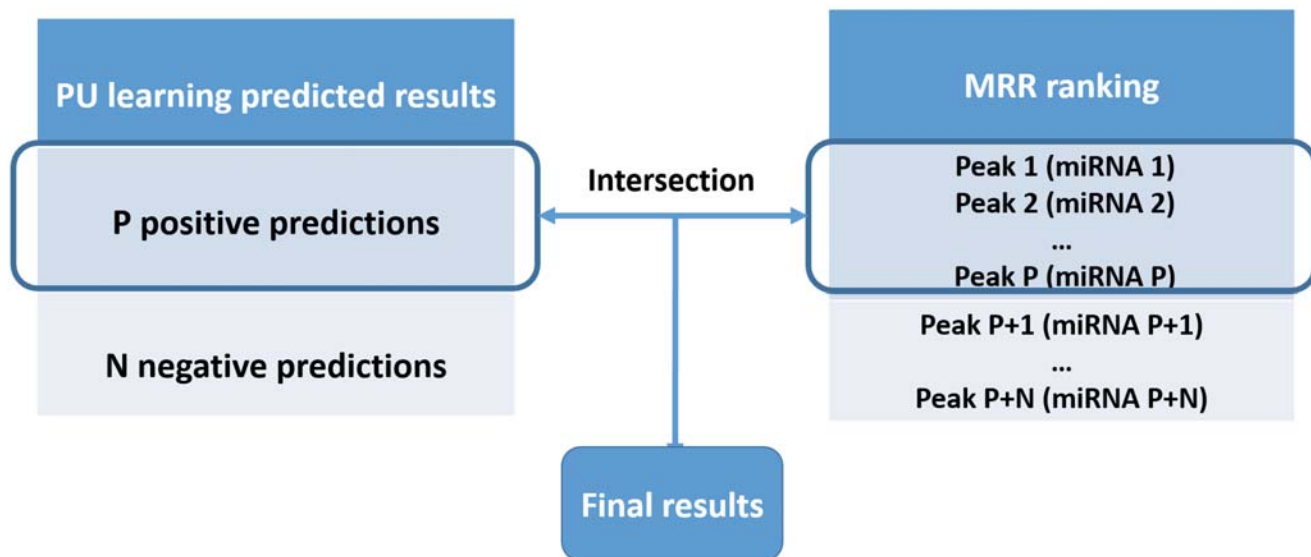 PU learning predicted results
P positive predictions
N negative predictions
Intersection
Final results
MRR ranking
Peak 1 (miRNA 1)
Peak 2 (miRNA 2)
...
Peak P (miRNA P)
Peak P+1 (miRNA P+1)
...
Peak P+N (miRNA P+N)